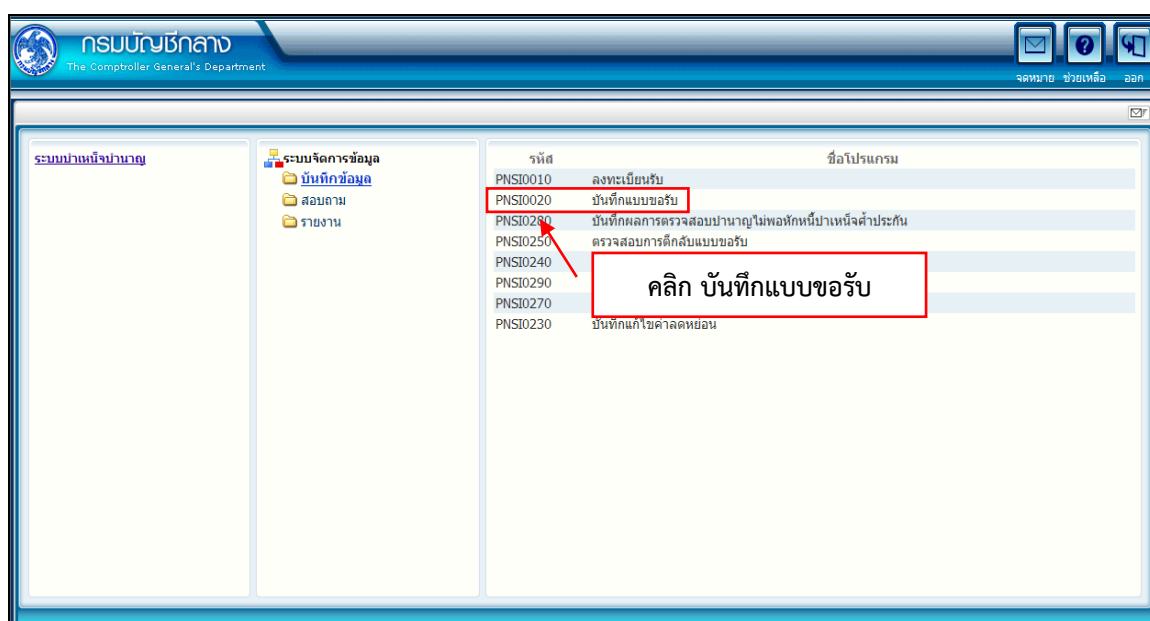 กรมบัญชีกลาง
The Comptroller General's Department
จดหมาย ช่วยเหลือ ออก
ระบบบำเหน็จบำนาญ
ระบบจัดการข้อมูล
บันทึกข้อมูล
สอบถาม
รายงาน
รหัส ชื่อโปรแกรม
PNSI0010 ลงทะเบียนรับ
PNSI0020 บันทึกแบบขอรับ
PNSI0280 บันทึกผลการตรวจสอบบำนาญไม่พอหักหนี้บำเหน็จค้ำประกัน
PNSI0250 ตรวจสอบการตีกลับแบบขอรับ
PNSI0240
PNSI0290
PNSI0270
PNSI0230 บันทึกแก้ไขค่าลดหย่อน
คลิก บันทึกแบบขอรับ